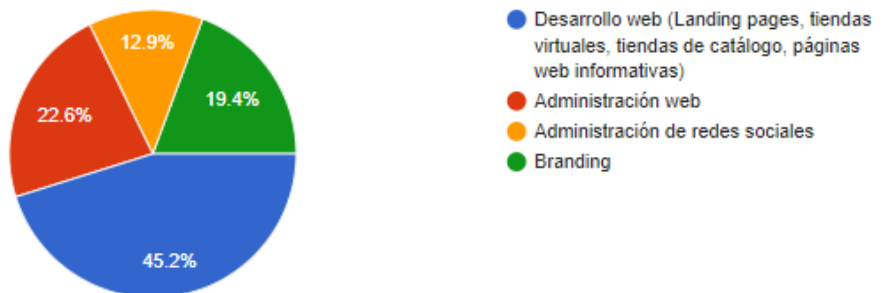 12.9%
19.4%
22.6%
45.2%
Desarrollo web (Landing pages, tiendas
virtuales, tiendas de catálogo, páginas
web informativas)
Administración web
Administración de redes sociales
Branding